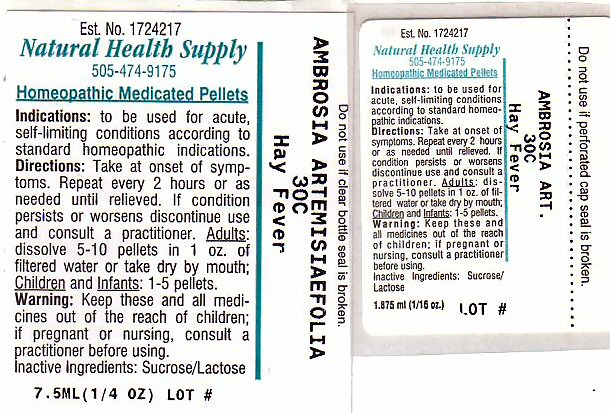 Est. No. 1724217
Natural Health Supply
505-474-9175
Homeopathic Medicated Pellets
Indications: to be used for acute,
self-limiting conditions according to
standard homeopathic indications.
Directions: Take at onset of symp-
toms. Repeat every 2 hours or as
needed until relieved. If condition
persists or worsens discontinue use
and consult a practitioner. Adults:
dissolve 5-10 pellets in 1 oz. of
filtered water or take dry by mouth;
Children and Infants: 1-5 pellets.
Warning: Keep these and all medi-
cines out of the reach of children;
if pregnant or nursing, consult a
practitioner before using.
Inactive Ingredients: Sucrose/Lactose
7.5ML(1/4 OZ) LOT #
Do not use if clear bottle seal is broken.
AMBROSIA ARTEMISIAEFOLIA
30C
Hay Fever
Est. No. 1724217
Natural Health Supply
505-474-9175
Homeopathic Medicated Pellets
Indications: to be used for
acute, self-limiting conditions
according to standard homeo-
pathic indications.
Directions: Take at onset of
symptoms. Repeat every 2 hours
or as needed until relieved. If
condition persists or worsens
discontinue use and consult a
practitioner. Adults: dis-
solve 5-10 pellets in 1 oz. of fil-
tered water or take dry by mouth;
Children and Infants: 1-5 pellets.
Warning: Keep these and
all medicines out of the reach
of children; if pregnant or
nursing, consult a practitioner
before using.
Inactive Ingredients: Sucrose/
Lactose
1.875 ml (1/16 oz.) LOT #
AMBROSIA ART.
30C
Hay Fever
Do not use if perforated cap seal is broken.